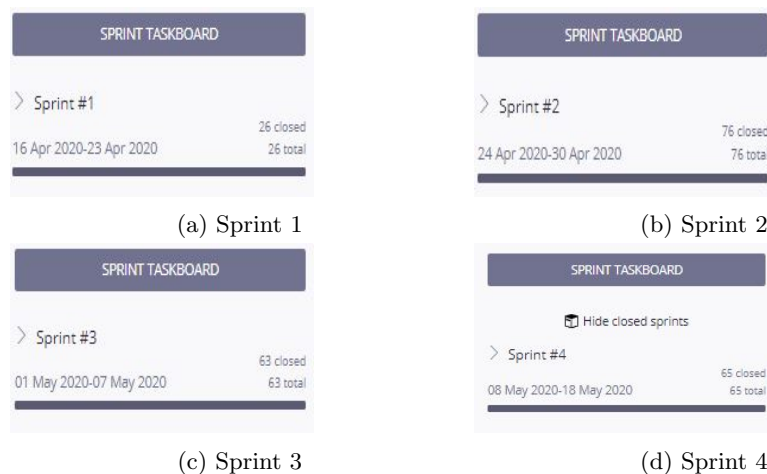 SPRINT TASKBOARD
Sprint #1
26 closed
16 Apr 2020-23 Apr 2020
26 total
(a) Sprint 1
SPRINT TASKBOARD
Sprint #2
76 closed
24 Apr 2020-30 Apr 2020
76 total
(b) Sprint 2
SPRINT TASKBOARD
Sprint #3
63 closed
01 May 2020-07 May 2020
63 total
(c) Sprint 3
SPRINT TASKBOARD
Hide closed sprints
Sprint #4
65 closed
08 May 2020-18 May 2020
65 total
(d) Sprint 4